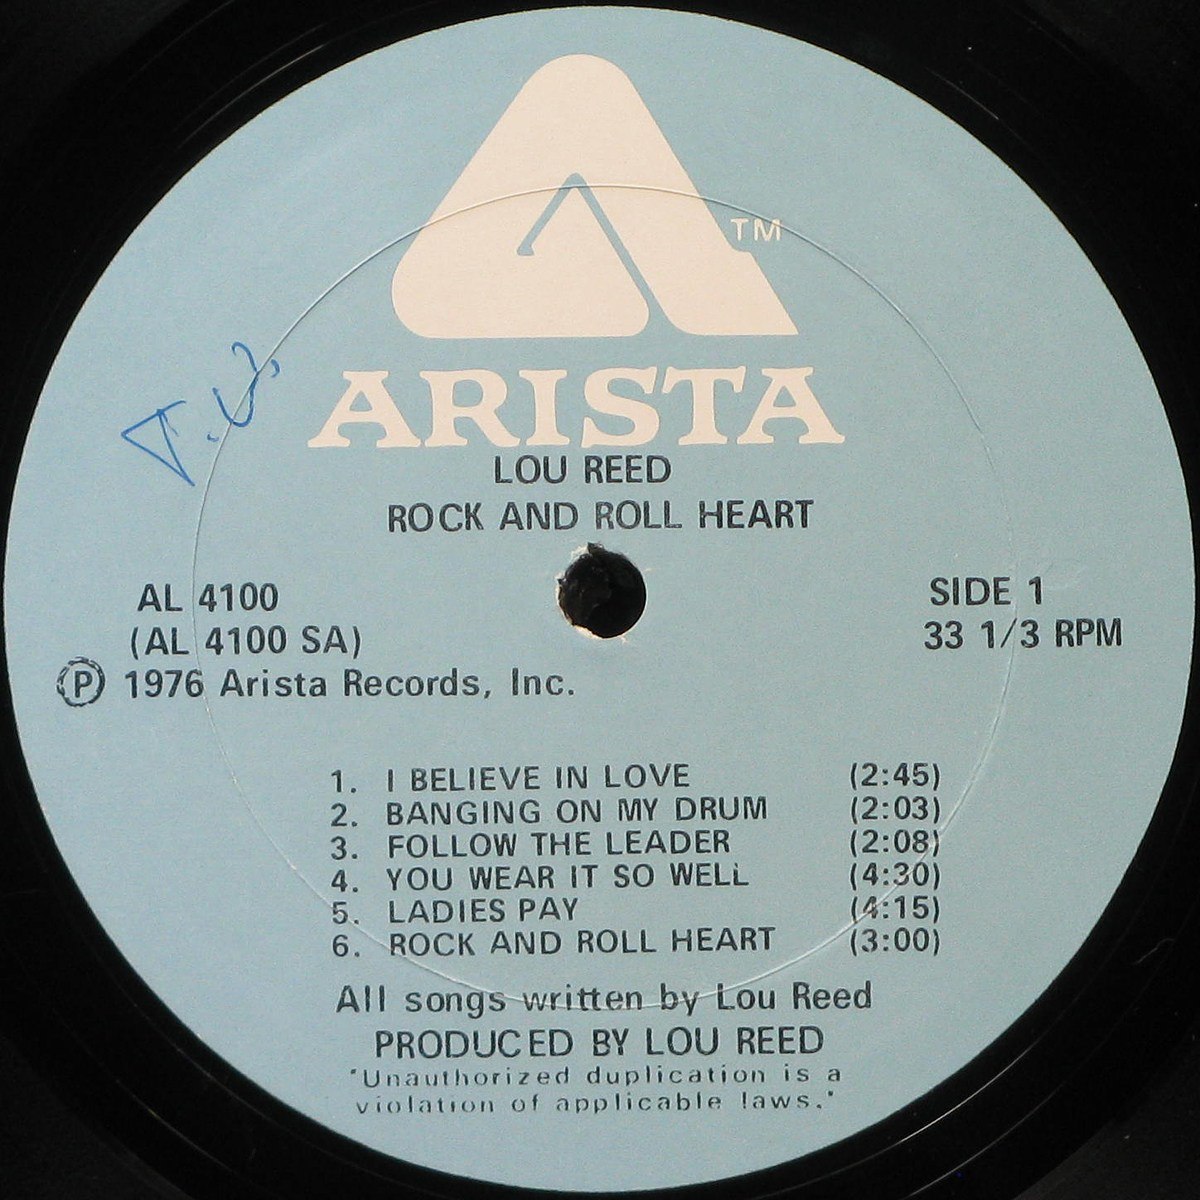 TM
ARISTA
LOU REED
ROCK AND ROLL HEART
AL 4100
(AL 4100 SA)
Ⓟ 1976 Arista Records, Inc.
SIDE 1
33 1/3 RPM
1. I BELIEVE IN LOVE (2:45)
2. BANGING ON MY DRUM (2:03)
3. FOLLOW THE LEADER (2:08)
4. YOU WEAR IT SO WELL (4:30)
5. LADIES PAY (4:15)
6. ROCK AND ROLL HEART (3:00)
All songs written by Lou Reed
PRODUCED BY LOU REED
"Unauthorized duplication is a
violation of applicable laws."